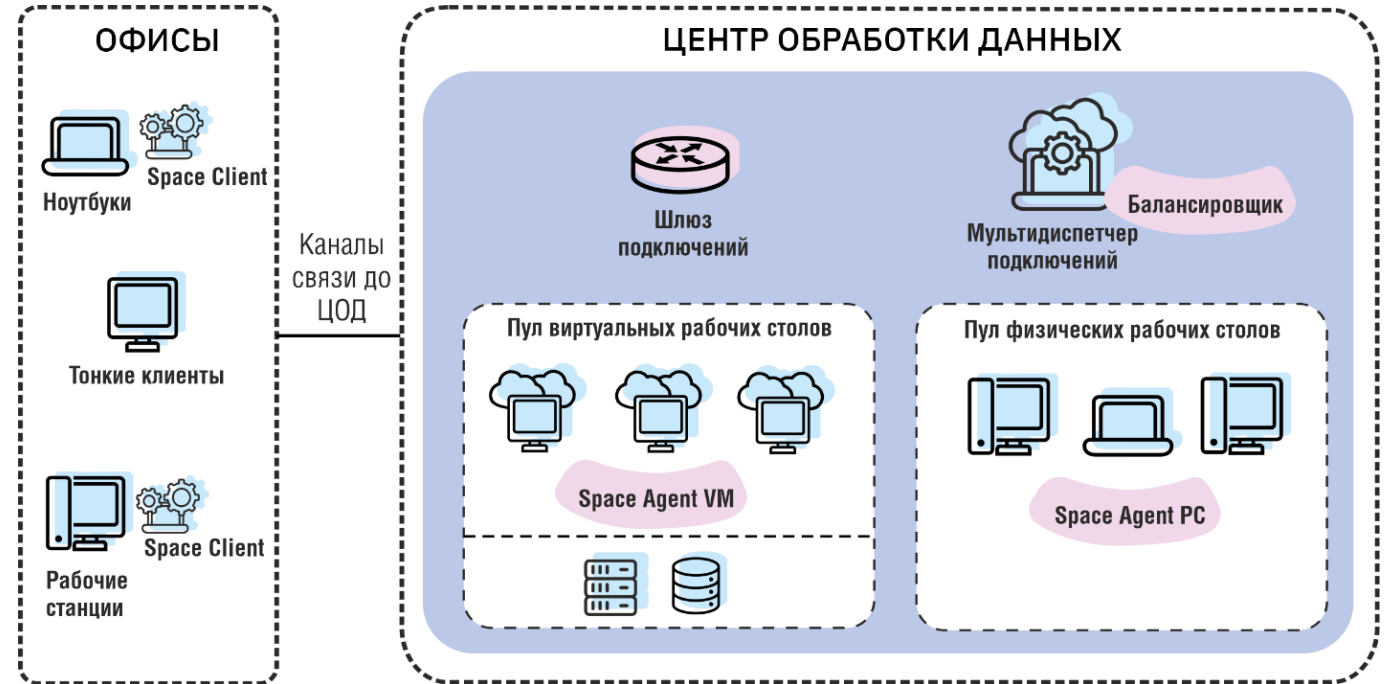 ОФИСЫ
Ноутбуки
Space Client
Тонкие клиенты
Рабочие
станции
Space Client
Каналы
связи до
ЦОД
ЦЕНТР ОБРАБОТКИ ДАННЫХ
Шлюз
подключений
Мультидиспетчер
подключений
Балансировщик
Пул виртуальных рабочих столов
Space Agent VM
Пул физических рабочих столов
Space Agent PC